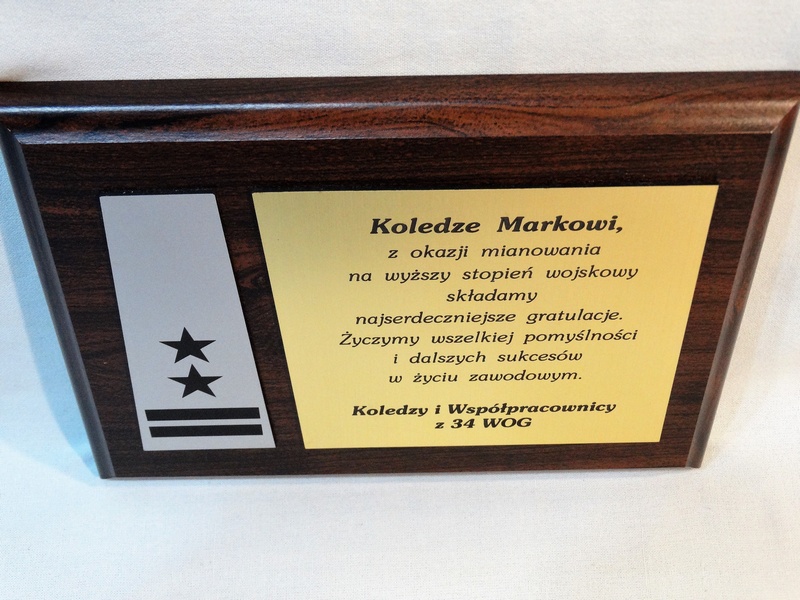 Koledze Markowi,
z okazji mianowania
na wyższy stopień wojskowy
składamy
najserdeczniejsze gratulacje.
Życzymy wszelkiej pomyślności
i dalszych sukcesów
w życiu zawodowym.
Koledzy i Współpracownicy
z 34 WOG